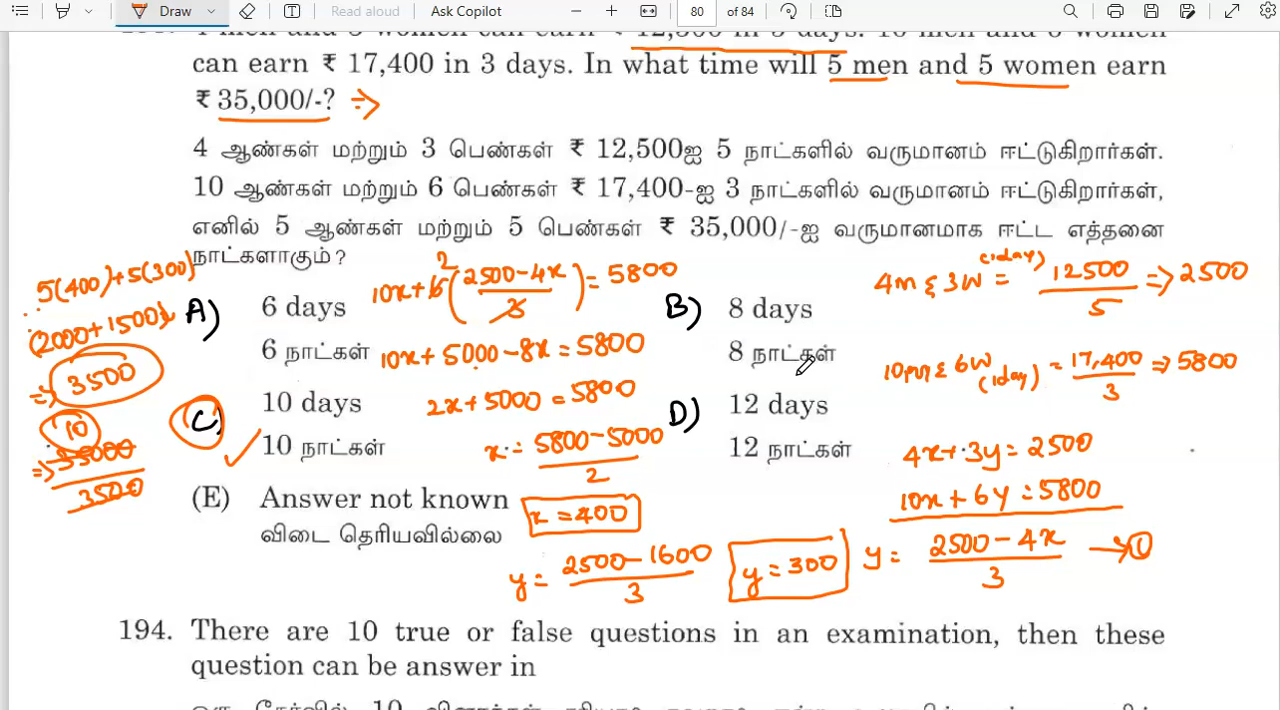 Draw
Read aloud
Ask Copilot
80 of 84
can earn ₹ 17,400 in 3 days. In what time will 5 men and 5 women earn
₹ 35,000/-? ⇒
4 ஆண்கள் மற்றும் 3 பெண்கள் ₹ 12,500ஐ 5 நாட்களில் வருமானம் ஈட்டுகிறார்கள்.
10 ஆண்கள் மற்றும் 6 பெண்கள் ₹ 17,400-ஐ 3 நாட்களில் வருமானம் ஈட்டுகிறார்கள்,
எனில் 5 ஆண்கள் மற்றும் 5 பெண்கள் ₹ 35,000/-ஐ வருமானமாக ஈட்ட எத்தனை
நாட்களாகும்?
5(400)+5(300)
(2000+1500)
⇒ 3500
10
⇒ 35000
3500
A) 6 days
6 நாட்கள்
B) 8 days
8 நாட்கள்
C) 10 days
10 நாட்கள்
D) 12 days
12 நாட்கள்
(E) Answer not known
விடை தெரியவில்லை
2
10x+6(2500-4x/3)=5800
10x+5000-8x=5800
2x+5000=5800
x=5800-5000
2
x=400
y=2500-1600
3
y=300
4m & 3W (1day) = 12500/5 ⇒ 2500
10m & 6W (1day) = 17,400/3 ⇒ 5800
4x+3y=2500
10x+6y=5800
y=2500-4x/3 → ①
194. There are 10 true or false questions in an examination, then these
question can be answer in